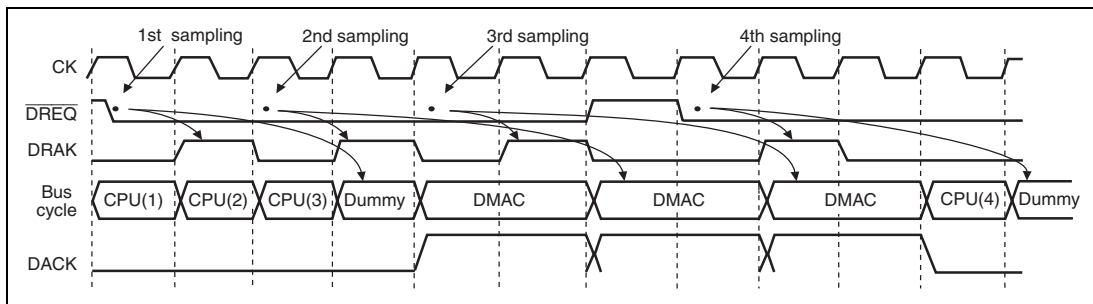 1st sampling 2nd sampling 3rd sampling 4th sampling
CK
DREQ
DRAK
Bus cycle CPU(1) CPU(2) CPU(3) Dummy DMAC DMAC DMAC CPU(4) Dummy
DACK